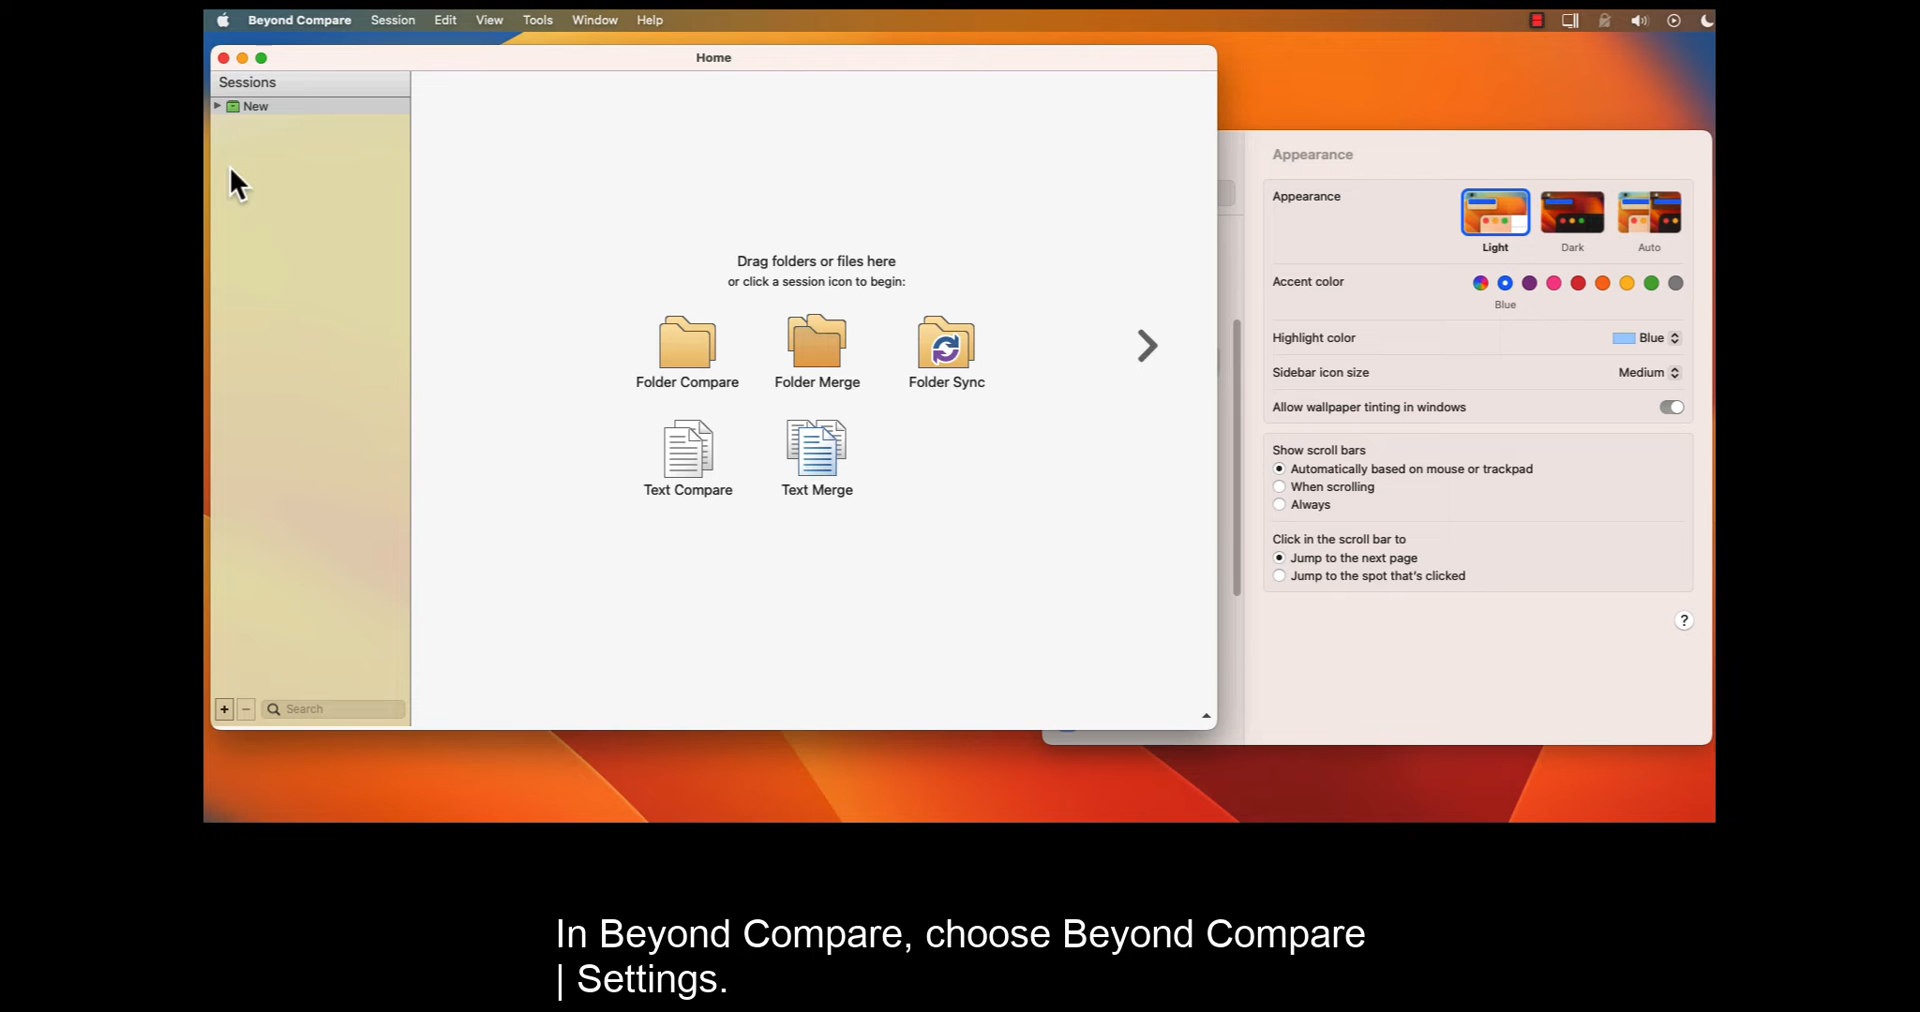 Beyond Compare Session Edit View Tools Window Help
Home
Sessions
New
Drag folders or files here
or click a session icon to begin:
Folder Compare Folder Merge Folder Sync
Text Compare Text Merge
Search
Appearance
Appearance
Light Dark Auto
Accent color
Blue
Highlight color Blue
Sidebar icon size Medium
Allow wallpaper tinting in windows
Show scroll bars
Automatically based on mouse or trackpad
When scrolling
Always
Click in the scroll bar to
Jump to the next page
Jump to the spot that's clicked
?
In Beyond Compare, choose Beyond Compare
| Settings.